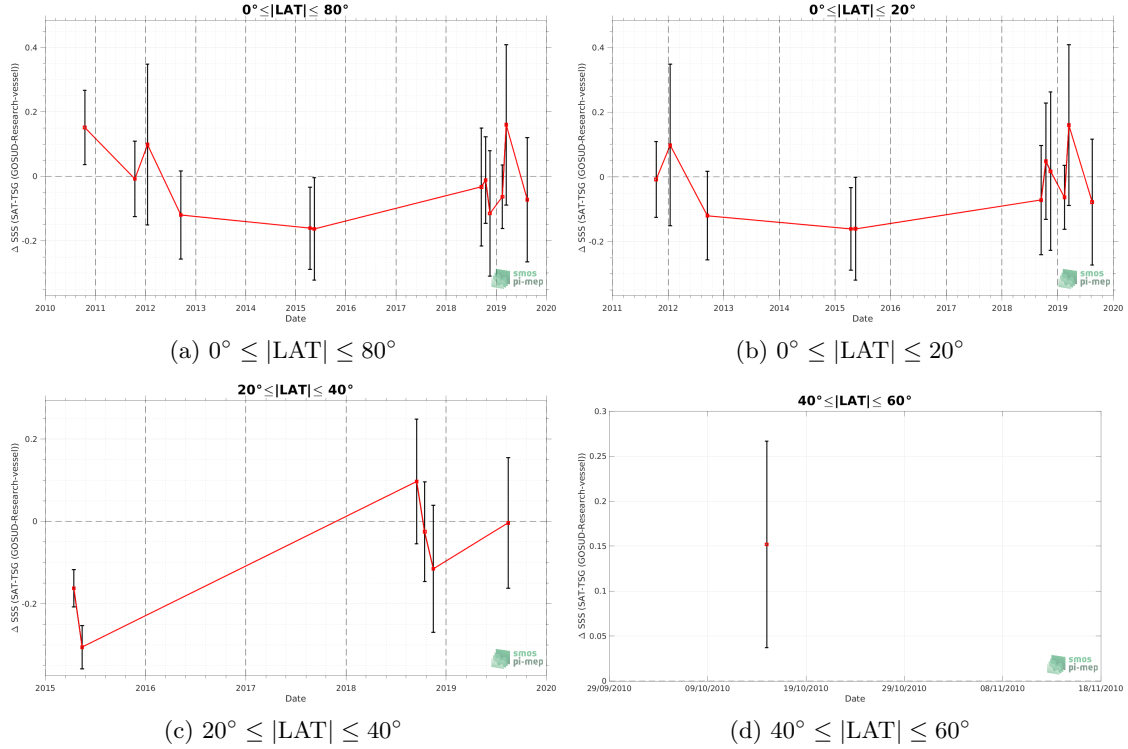 0°≤|LAT|≤ 80°
Δ SSS (SAT-TSG (GOSUD-Research-vessel))
0.4
0.2
0
-0.2
2010 2011 2012 2013 2014 2015 2016 2017 2018 2019 2020
Date
smos
pi-mep
(a) 0° ≤ |LAT| ≤ 80°
0°≤|LAT|≤ 20°
Δ SSS (SAT-TSG (GOSUD-Research-vessel))
0.4
0.2
0
-0.2
2011 2012 2013 2014 2015 2016 2017 2018 2019 2020
Date
smos
pi-mep
(b) 0° ≤ |LAT| ≤ 20°
20°≤|LAT|≤ 40°
Δ SSS (SAT-TSG (GOSUD-Research-vessel))
0.2
0
-0.2
2015 2016 2017 2018 2019 2020
Date
smos
pi-mep
(c) 20° ≤ |LAT| ≤ 40°
40°≤|LAT|≤ 60°
Δ SSS (SAT-TSG (GOSUD-Research-vessel))
0.3
0.25
0.2
0.15
0.1
0.05
0
29/09/2010 09/10/2010 19/10/2010 29/10/2010 08/11/2010 18/11/2010
Date
smos
pi-mep
(d) 40° ≤ |LAT| ≤ 60°